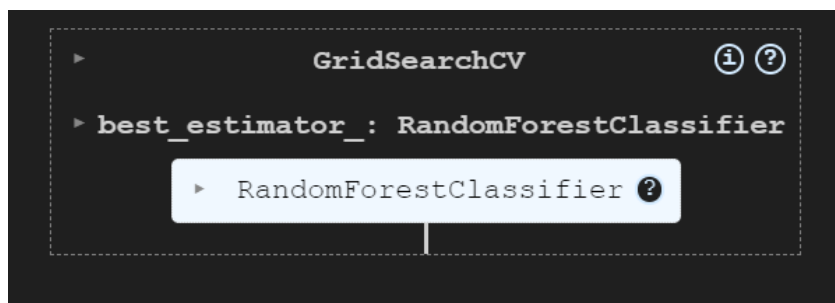 GridSearchCV i ?
best_estimator_: RandomForestClassifier
RandomForestClassifier ?